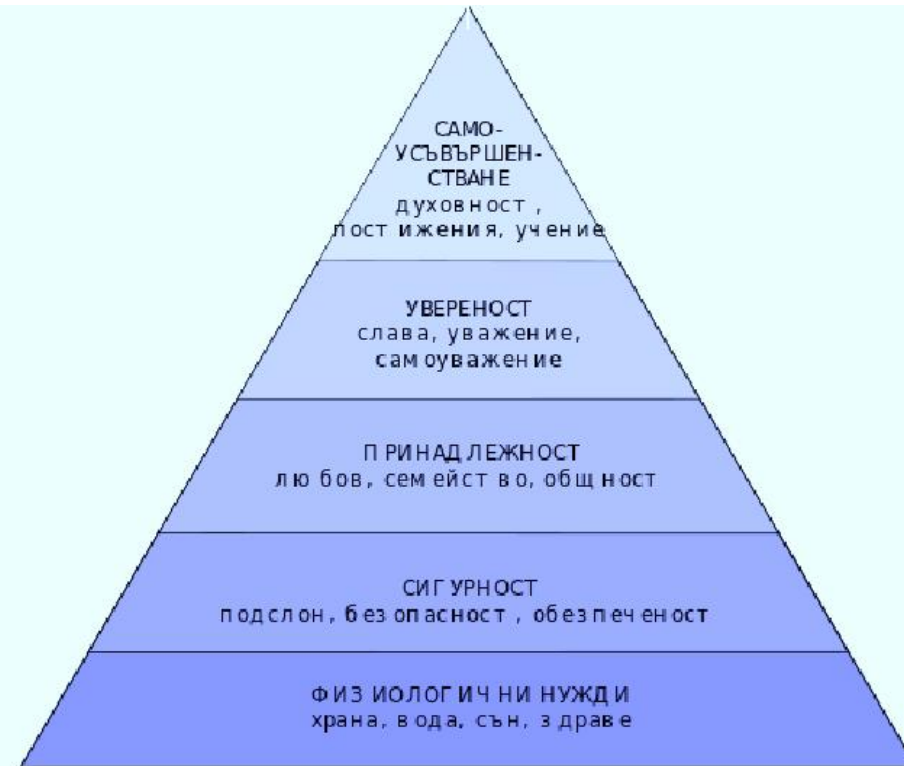 САМО-
УСЪВЪРШЕН-
СТВАНЕ
духовност,
постижения, учение
УВЕРЕНОСТ
слава, уважение,
самоуважение
ПРИНАДЛЕЖНОСТ
любов, семейство, общност
СИГУРНОСТ
подслон, безопасност, обезпеченост
ФИЗИОЛОГИЧНИ НУЖДИ
храна, вода, сън, здраве